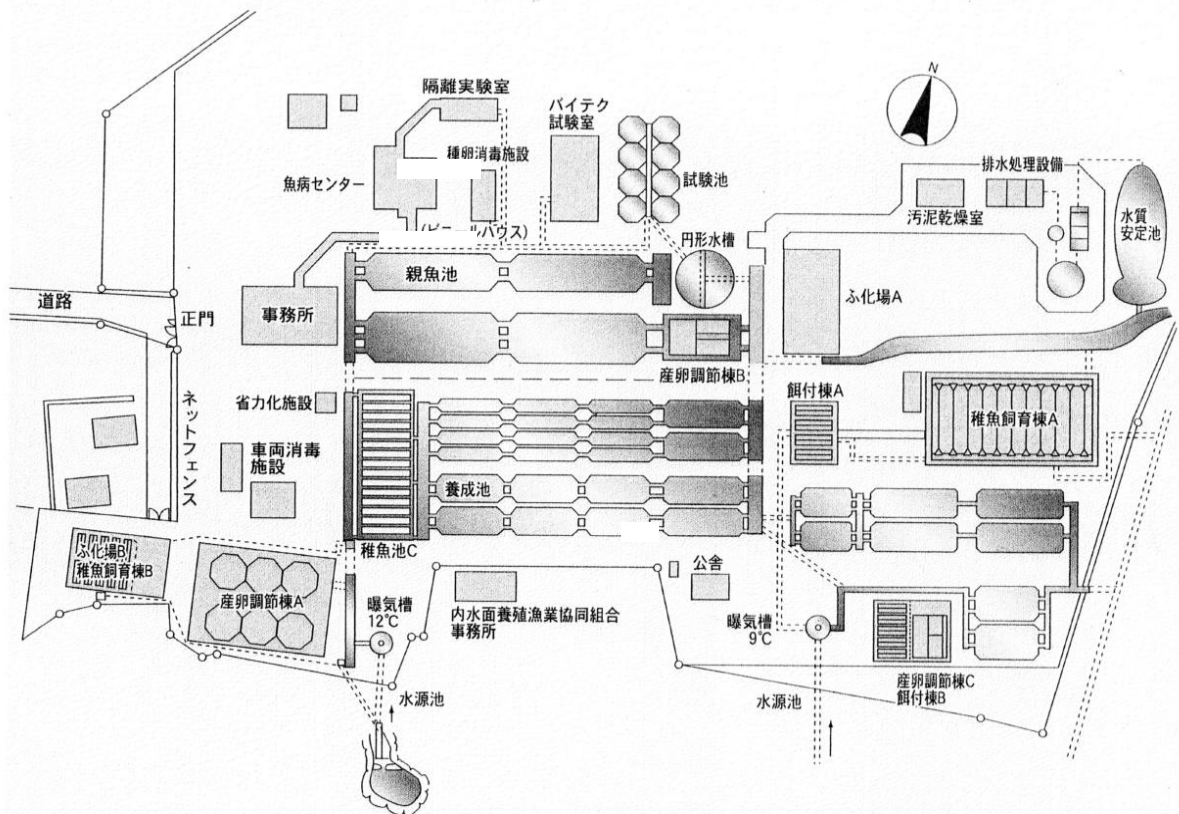 N
隔離実験室
バイテク
試験室
種卵消毒施設
魚病センター
試験池
排水処理設備
汚泥乾燥室
水質
安定池
円形水槽
親魚池
ふ化場A
道路
正門
事務所
産卵調節棟B
餌付棟A
省力化施設
稚魚飼育棟A
ネットフェンス
車両消毒
施設
養成池
稚魚池C
ふ化場B
稚魚飼育棟B
産卵調節棟A
公舎
曝気槽
12℃
内水面養殖漁業協同組合
事務所
曝気槽
9℃
産卵調節棟C
餌付棟B
水源池
水源池